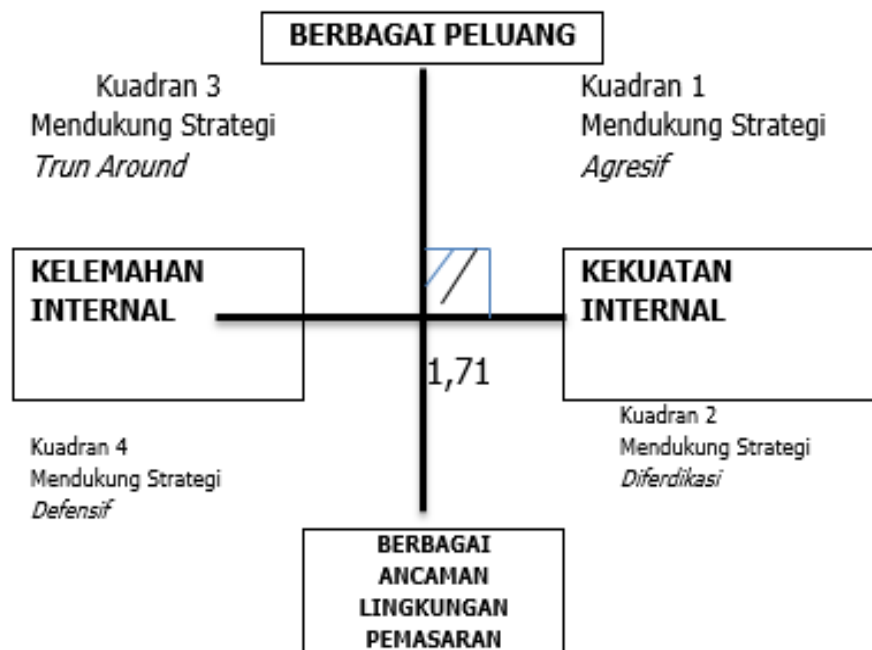 BERBAGAI PELUANG
Kuadran 3
Mendukung Strategi
Trun Around
Kuadran 1
Mendukung Strategi
Agresif
KELEMAHAN
INTERNAL
KEKUATAN
INTERNAL
1,71
Kuadran 4
Mendukung Strategi
Defensif
Kuadran 2
Mendukung Strategi
Diferdikasi
BERBAGAI
ANCAMAN
LINGKUNGAN
PEMASARAN